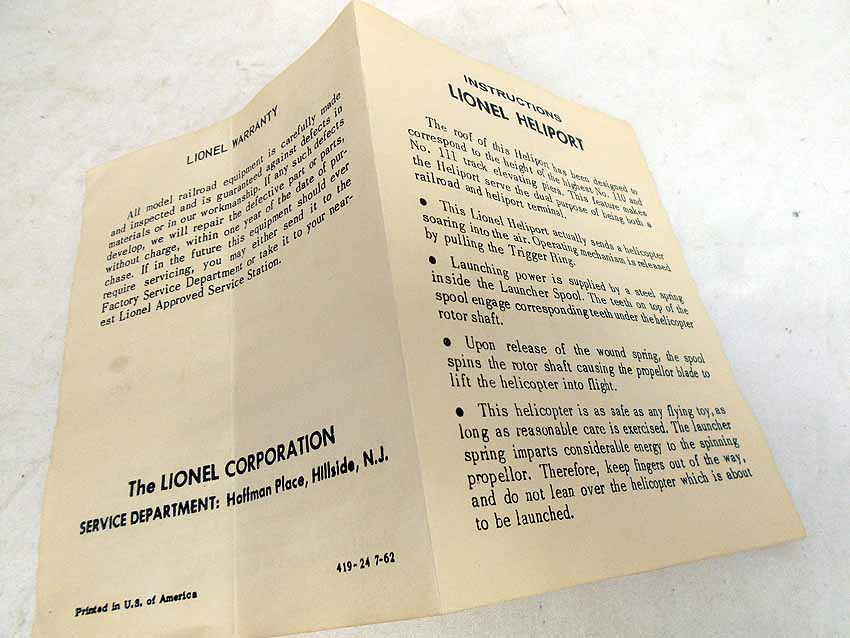 LIONEL WARRANTY
All model railroad equipment is carefully made
and inspected and is guaranteed against defects in
materials or in our workmanship. If any such defects
develop, we will repair the defective part or parts,
without charge, within one year of the date of pur-
chase. If in the future this equipment should ever
require servicing, you may either send it to the
Factory Service Department or take it to your near-
est Lionel Approved Service Station.
The LIONEL CORPORATION
SERVICE DEPARTMENT: Hoffman Place, Hillside, N.J.
419-24 7-62
Printed in U.S. of America
INSTRUCTIONS
LIONEL HELIPORT
The roof of this Heliport has been designed to
correspond to the height of the highest No. 110 and
No. 111 track elevating piers. This feature makes
the Heliport serve the dual purpose of being both a
railroad and heliport terminal.
● This Lionel Heliport actually sends a helicopter
soaring into the air. Operating mechanism is released
by pulling the Trigger Ring.
● Launching power is supplied by a steel spring
inside the Launcher Spool. The teeth on top of the
spool engage corresponding teeth under the helicopter
rotor shaft.
● Upon release of the wound spring, the spool
spins the rotor shaft causing the propellor blade to
lift the helicopter into flight.
● This helicopter is as safe as any flying toy, as
long as reasonable care is exercised. The launcher
spring imparts considerable energy to the spinning
propellor. Therefore, keep fingers out of the way,
and do not lean over the helicopter which is about
to be launched.